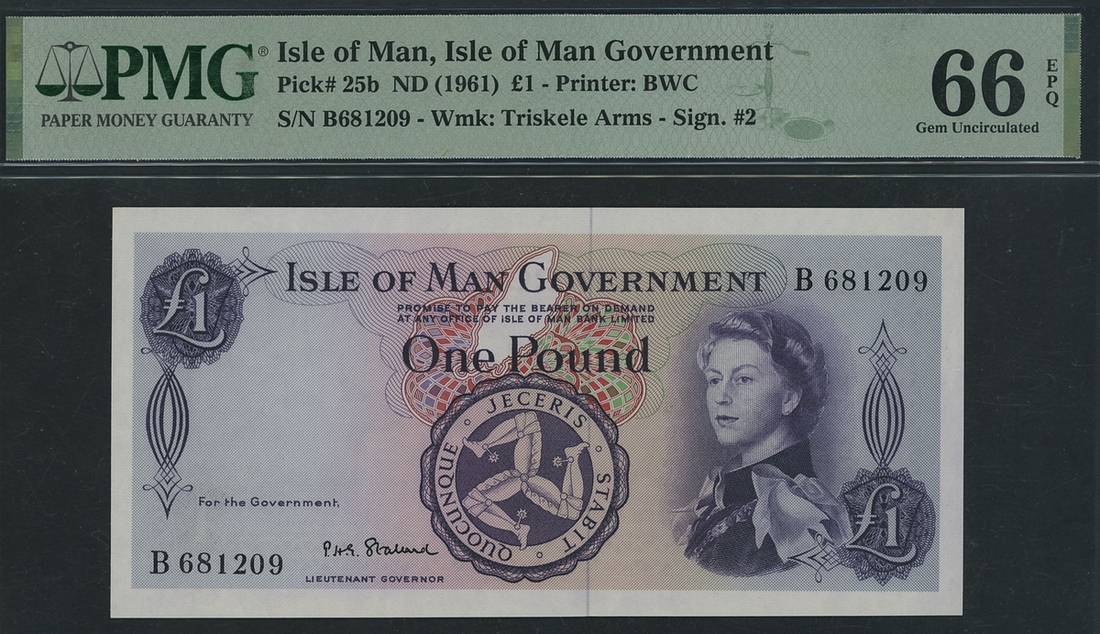 PMG®
PAPER MONEY GUARANTY
Isle of Man, Isle of Man Government
Pick# 25b ND (1961) £1 - Printer: BWC
S/N B681209 - Wmk: Triskele Arms - Sign. #2
66 EPQ
Gem Uncirculated
£1
ISLE OF MAN GOVERNMENT B 681209
PROMISE TO PAY THE BEARER ON DEMAND
AT ANY OFFICE OF ISLE OF MAN BANK LIMITED
One Pound
QUOCUNQUE · JECERIS · STABIT ·
For the Government,
B 681209
P.H.G. Stallard
LIEUTENANT GOVERNOR
£1